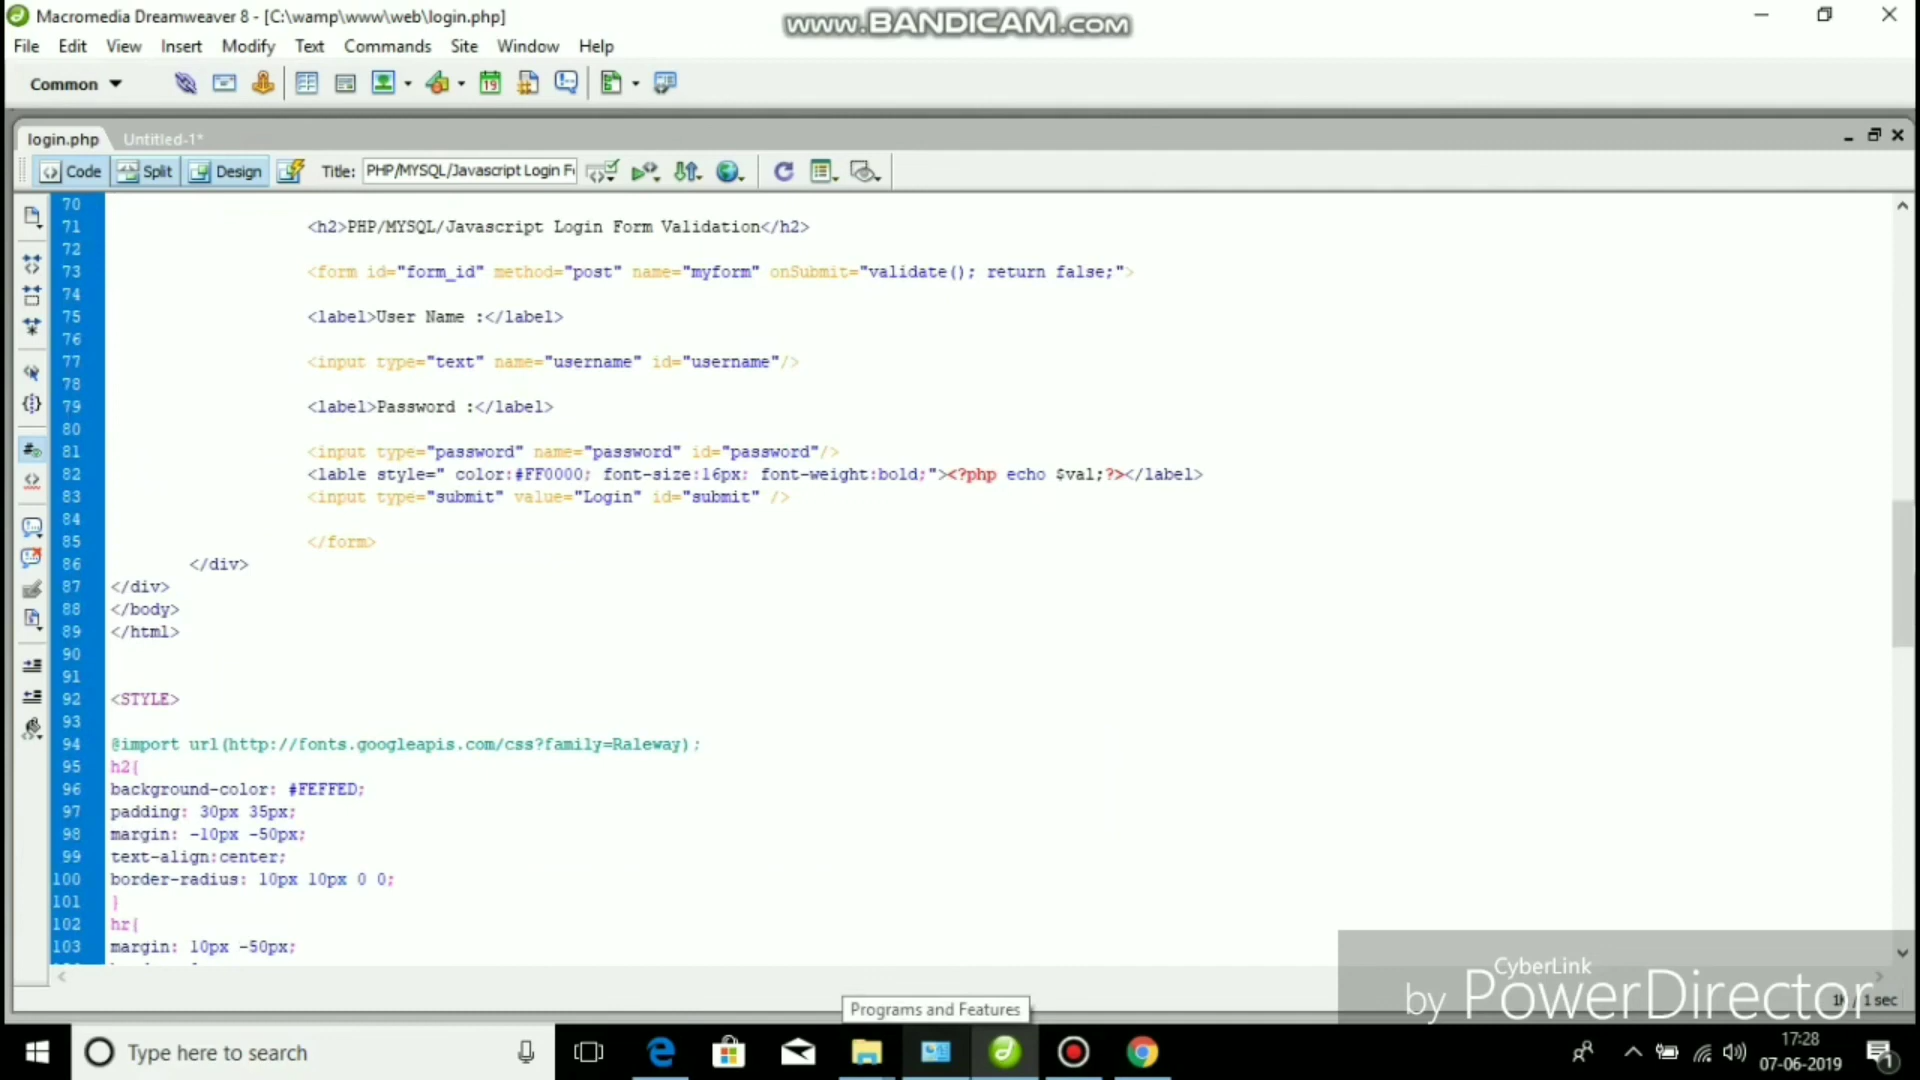 Macromedia Dreamweaver 8 - [C:\wamp\www\web\login.php]
www.BANDICAM.com
File Edit View Insert Modify Text Commands Site Window Help
Common
login.php Untitled-1*
Code Split Design Title: PHP/MYSQL/Javascript Login F
70
71 <h2>PHP/MYSQL/Javascript Login Form Validation</h2>
72
73 <form id="form_id" method="post" name="myform" onSubmit="validate(); return false;">
74
75 <label>User Name :</label>
76
77 <input type="text" name="username" id="username"/>
78
79 <label>Password :</label>
80
81 <input type="password" name="password" id="password"/>
82 <lable style=" color:#FF0000; font-size:16px; font-weight:bold;"><?php echo $val;?></label>
83 <input type="submit" value="Login" id="submit" />
84
85 </form>
86 </div>
87 </div>
88 </body>
89 </html>
90
91
92 <STYLE>
93
94 @import url(http://fonts.googleapis.com/css?family=Raleway);
95 h2{
96 background-color: #FEFFED;
97 padding: 30px 35px;
98 margin: -10px -50px;
99 text-align:center;
100 border-radius: 10px 10px 0 0;
101 }
102 hr{
103 margin: 10px -50px;
CyberLink
by PowerDirector
1K / 1 sec
Programs and Features
Type here to search
17:28
07-06-2019
1